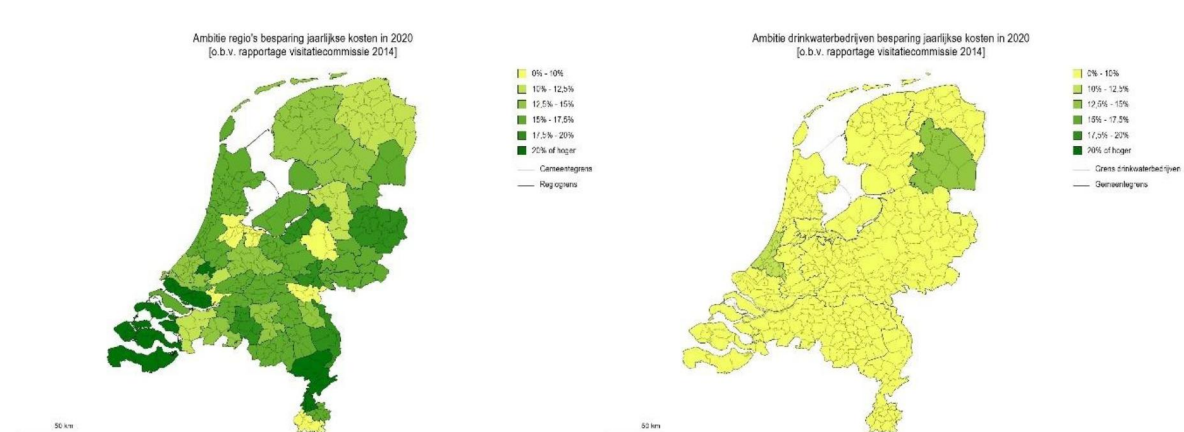 Ambitie regio's besparing jaarlijkse kosten in 2020
[o.b.v. rapportage visitatiecommissie 2014]
0% - 10%
10% - 12,5%
12,5% - 15%
15% - 17,5%
17,5% - 20%
20% of hoger
Gemeentegrens
Regiogrens
50 km
Ambitie drinkwaterbedrijven besparing jaarlijkse kosten in 2020
[o.b.v. rapportage visitatiecommissie 2014]
0% - 10%
10% - 12,5%
12,5% - 15%
15% - 17,5%
17,5% - 20%
20% of hoger
Grens drinkwaterbedrijven
Gemeentegrens
50 km